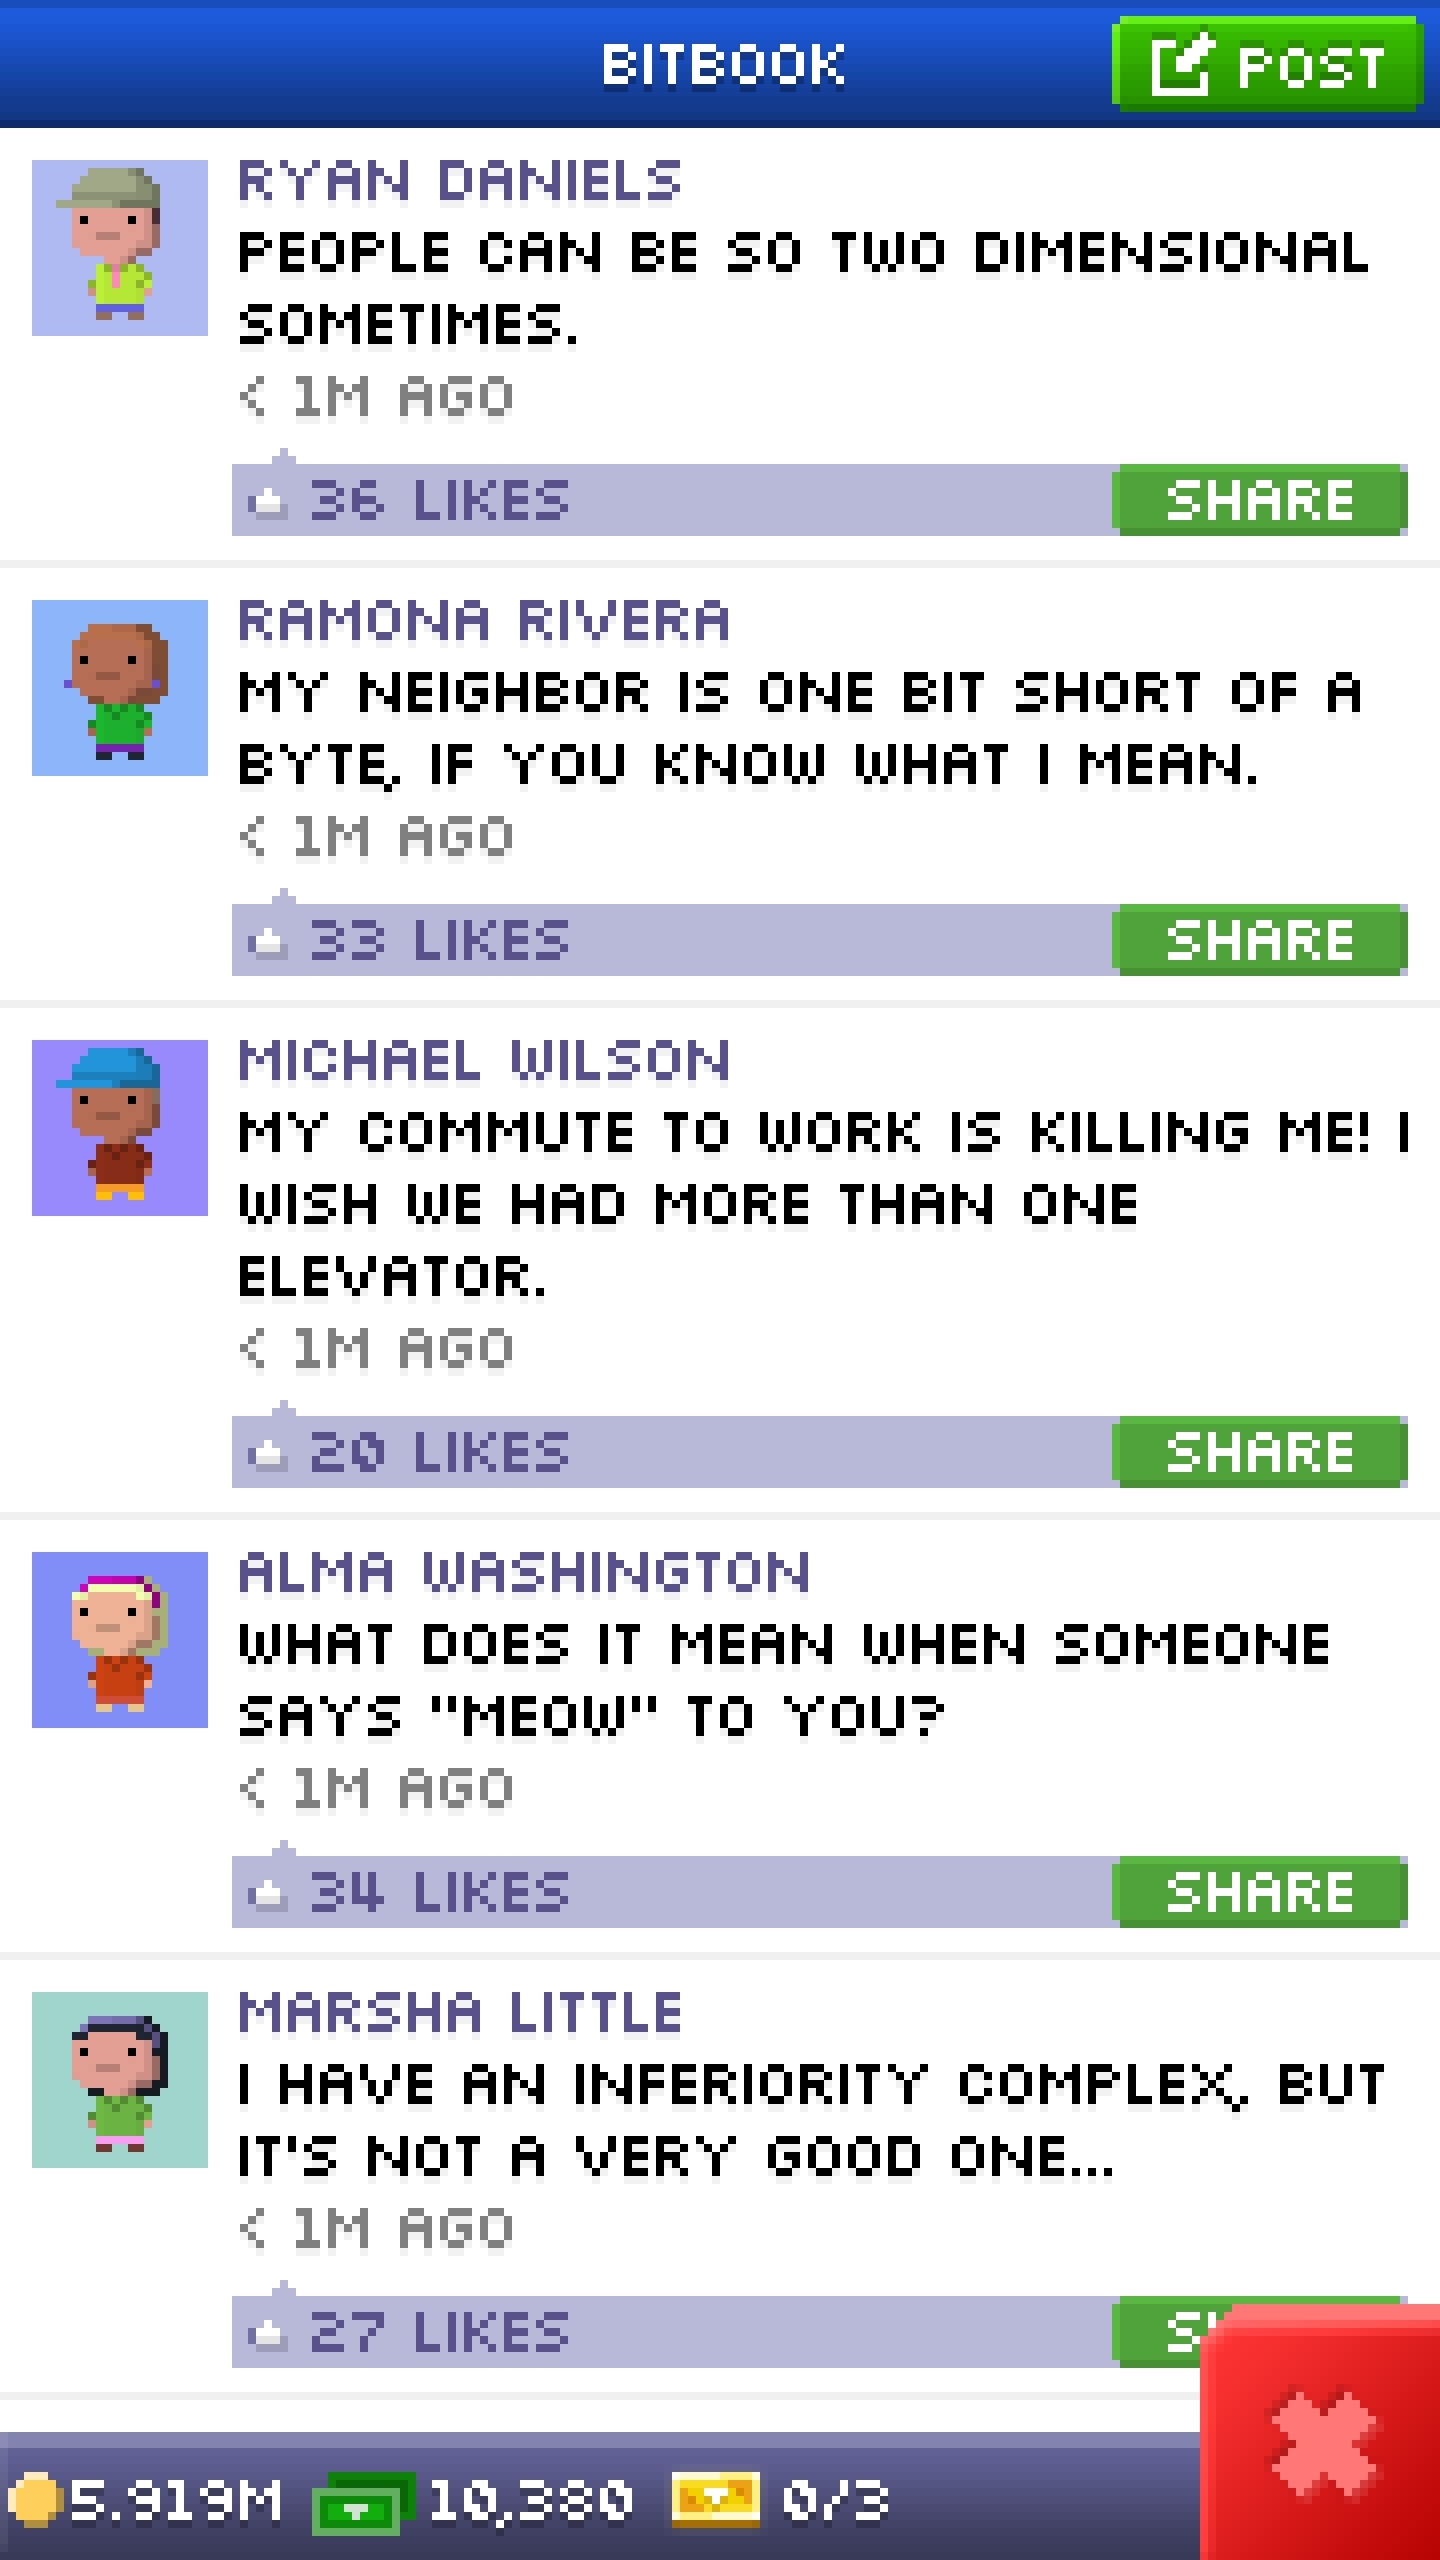 BITBOOK
POST
RYAN DANIELS
PEOPLE CAN BE SO TWO DIMENSIONAL
SOMETIMES.
< 1M AGO
36 LIKES
SHARE
RAMONA RIVERA
MY NEIGHBOR IS ONE BIT SHORT OF A
BYTE, IF YOU KNOW WHAT I MEAN.
< 1M AGO
33 LIKES
SHARE
MICHAEL WILSON
MY COMMUTE TO WORK IS KILLING ME! I
WISH WE HAD MORE THAN ONE
ELEVATOR.
< 1M AGO
20 LIKES
SHARE
ALMA WASHINGTON
WHAT DOES IT MEAN WHEN SOMEONE
SAYS "MEOW" TO YOU?
< 1M AGO
34 LIKES
SHARE
MARSHA LITTLE
I HAVE AN INFERIORITY COMPLEX, BUT
IT'S NOT A VERY GOOD ONE...
< 1M AGO
27 LIKES
5.919M
10,380
0/3